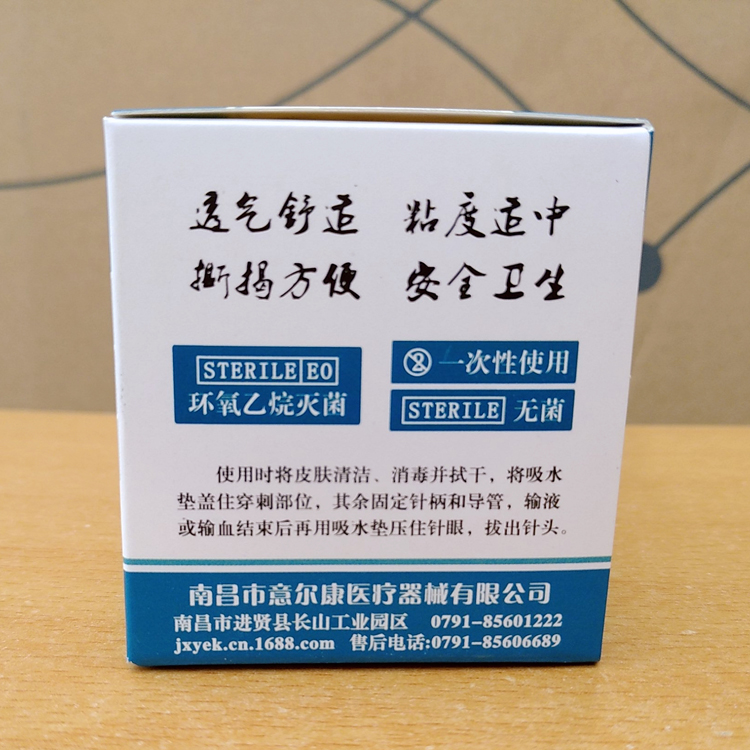 透气舒适 粘度适中
撕揭方便 安全卫生
STERILE EO
环氧乙烷灭菌
② 一次性使用
STERILE 无菌
使用时将皮肤清洁、消毒并拭干，将吸水
垫盖住穿刺部位，其余固定针柄和导管，输液
或输血结束后再用吸水垫压住针眼，拔出针头。
南昌市意尔康医疗器械有限公司
南昌市进贤县长山工业园区 0791-85601222
jxyek.cn.1688.com 售后电话:0791-85606689